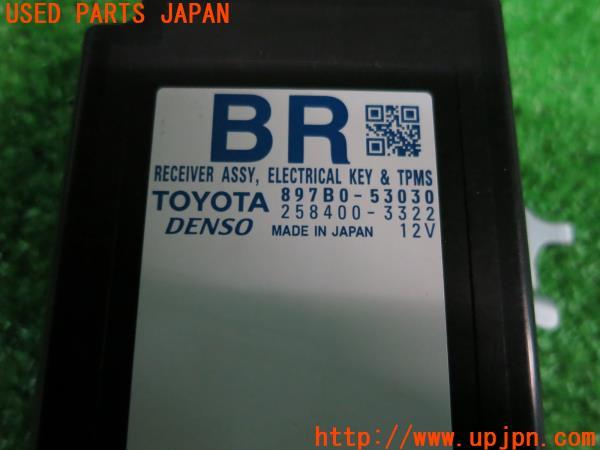 USED PARTS JAPAN
BR
RECEIVER ASSY, ELECTRICAL KEY & TPMS
TOYOTA 897B0-53030
258400-3322
DENSO MADE IN JAPAN 12V
http://www.upjpn.com/